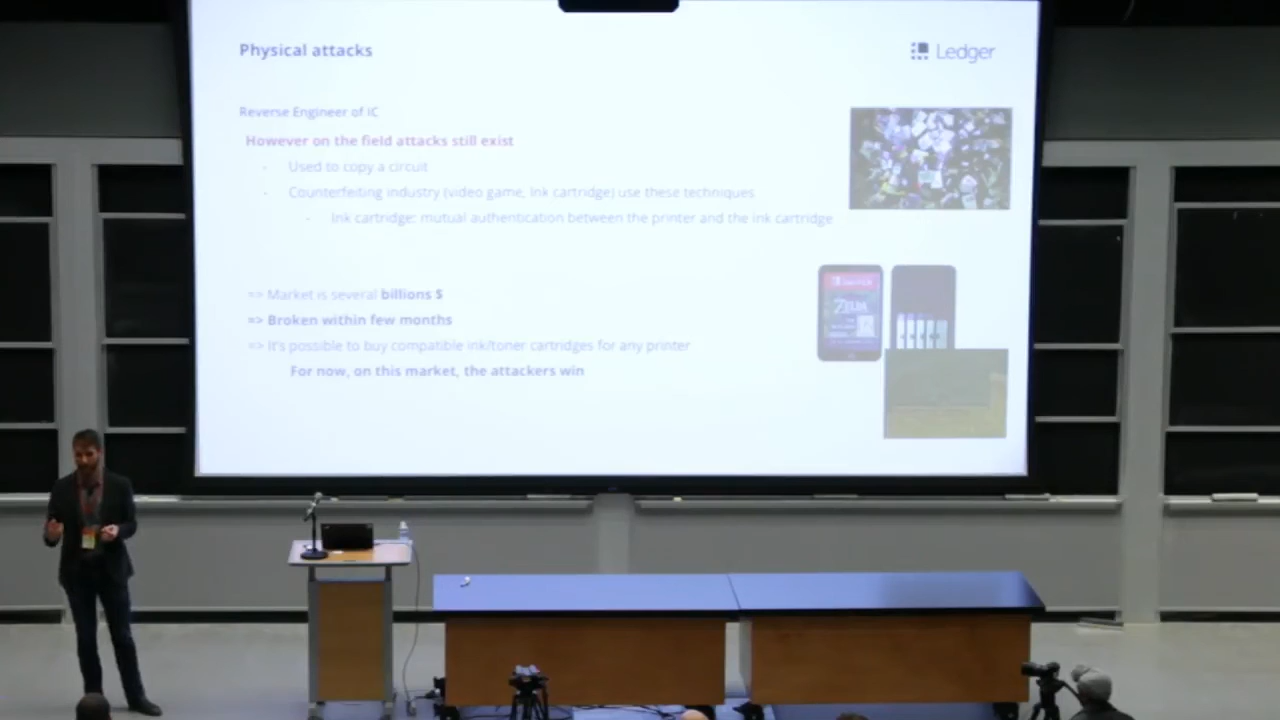 Physical attacks
Ledger
Reverse Engineer of IC
However on the field attacks still exist
- Used to copy a circuit
- Counterfeiting industry (video game, Ink cartridge) use these techniques
- Ink cartridge: mutual authentication between the printer and the ink cartridge
=> Market is several billions $
=> Broken within few months
=> It's possible to buy compatible ink/toner cartridges for any printer
For now, on this market, the attackers win
ZELDA